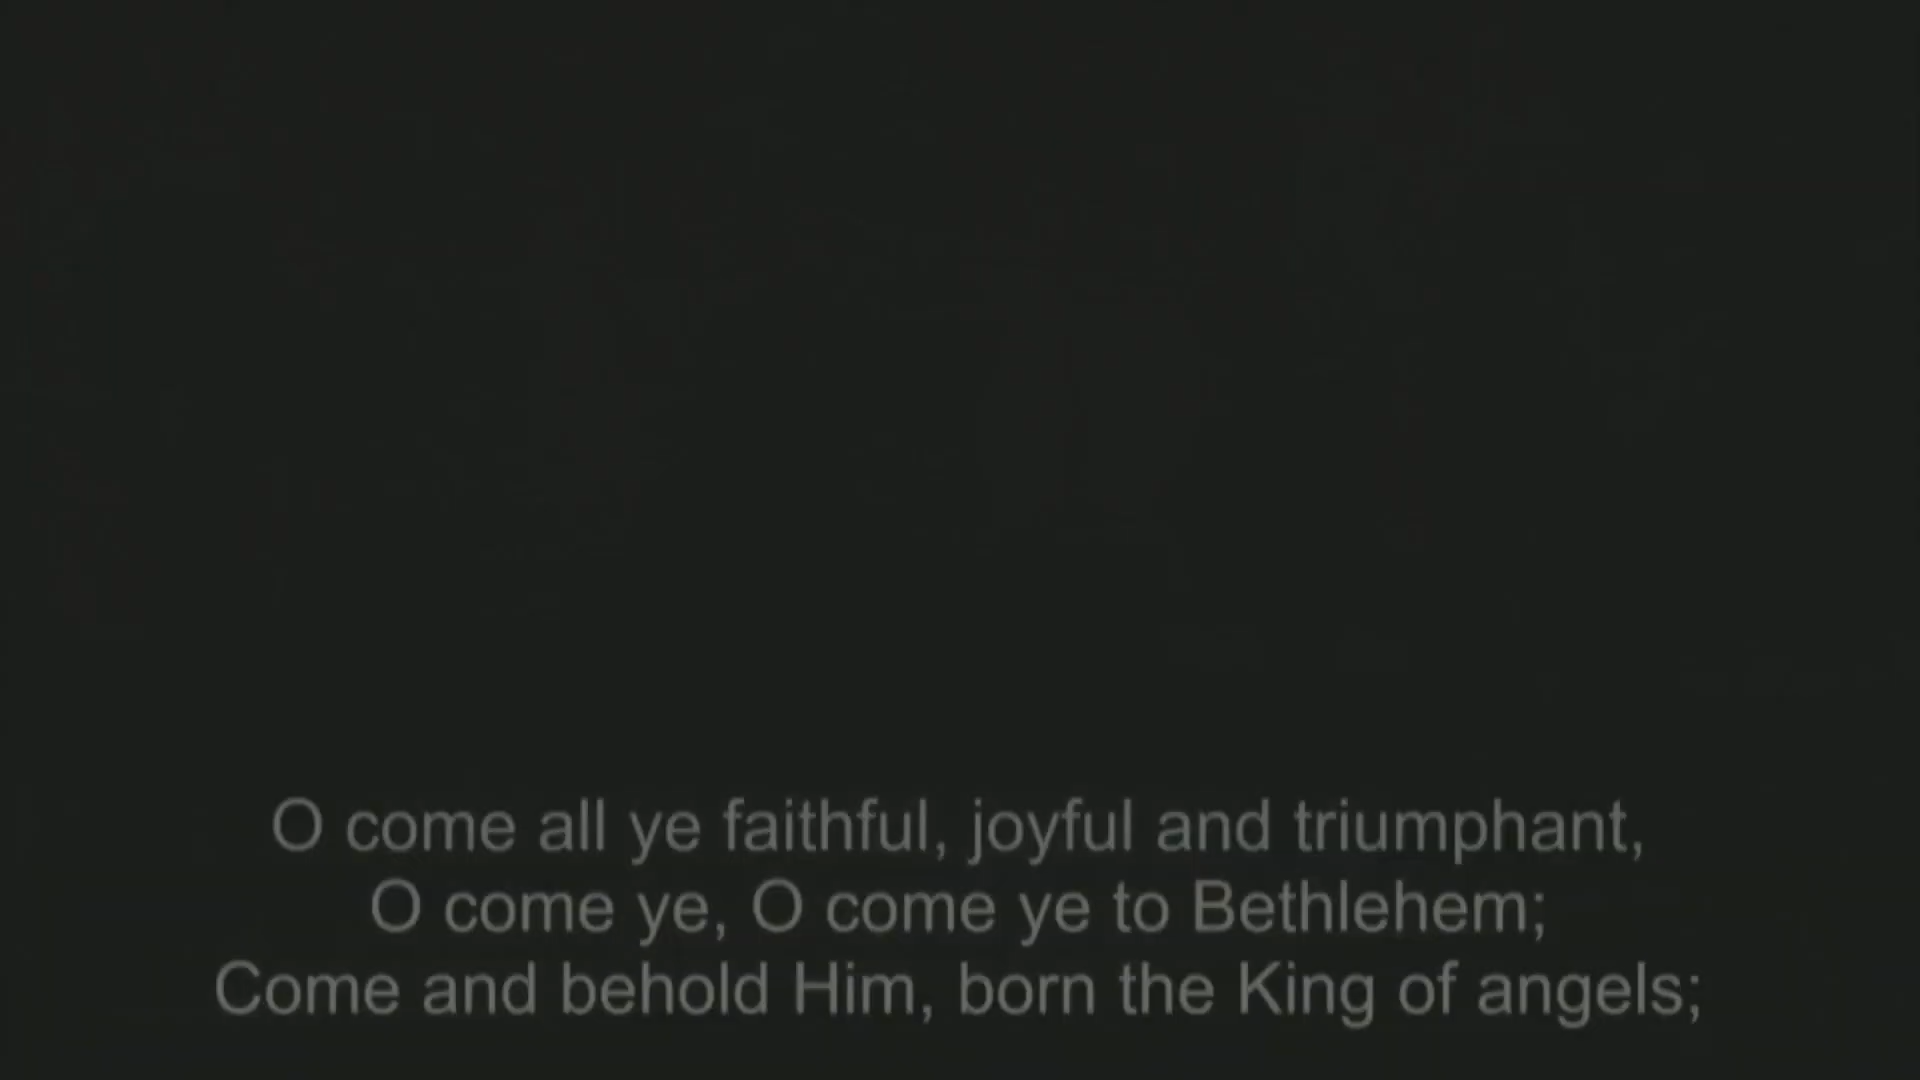 O come all ye faithful, joyful and triumphant,
O come ye, O come ye to Bethlehem;
Come and behold Him, born the King of angels;